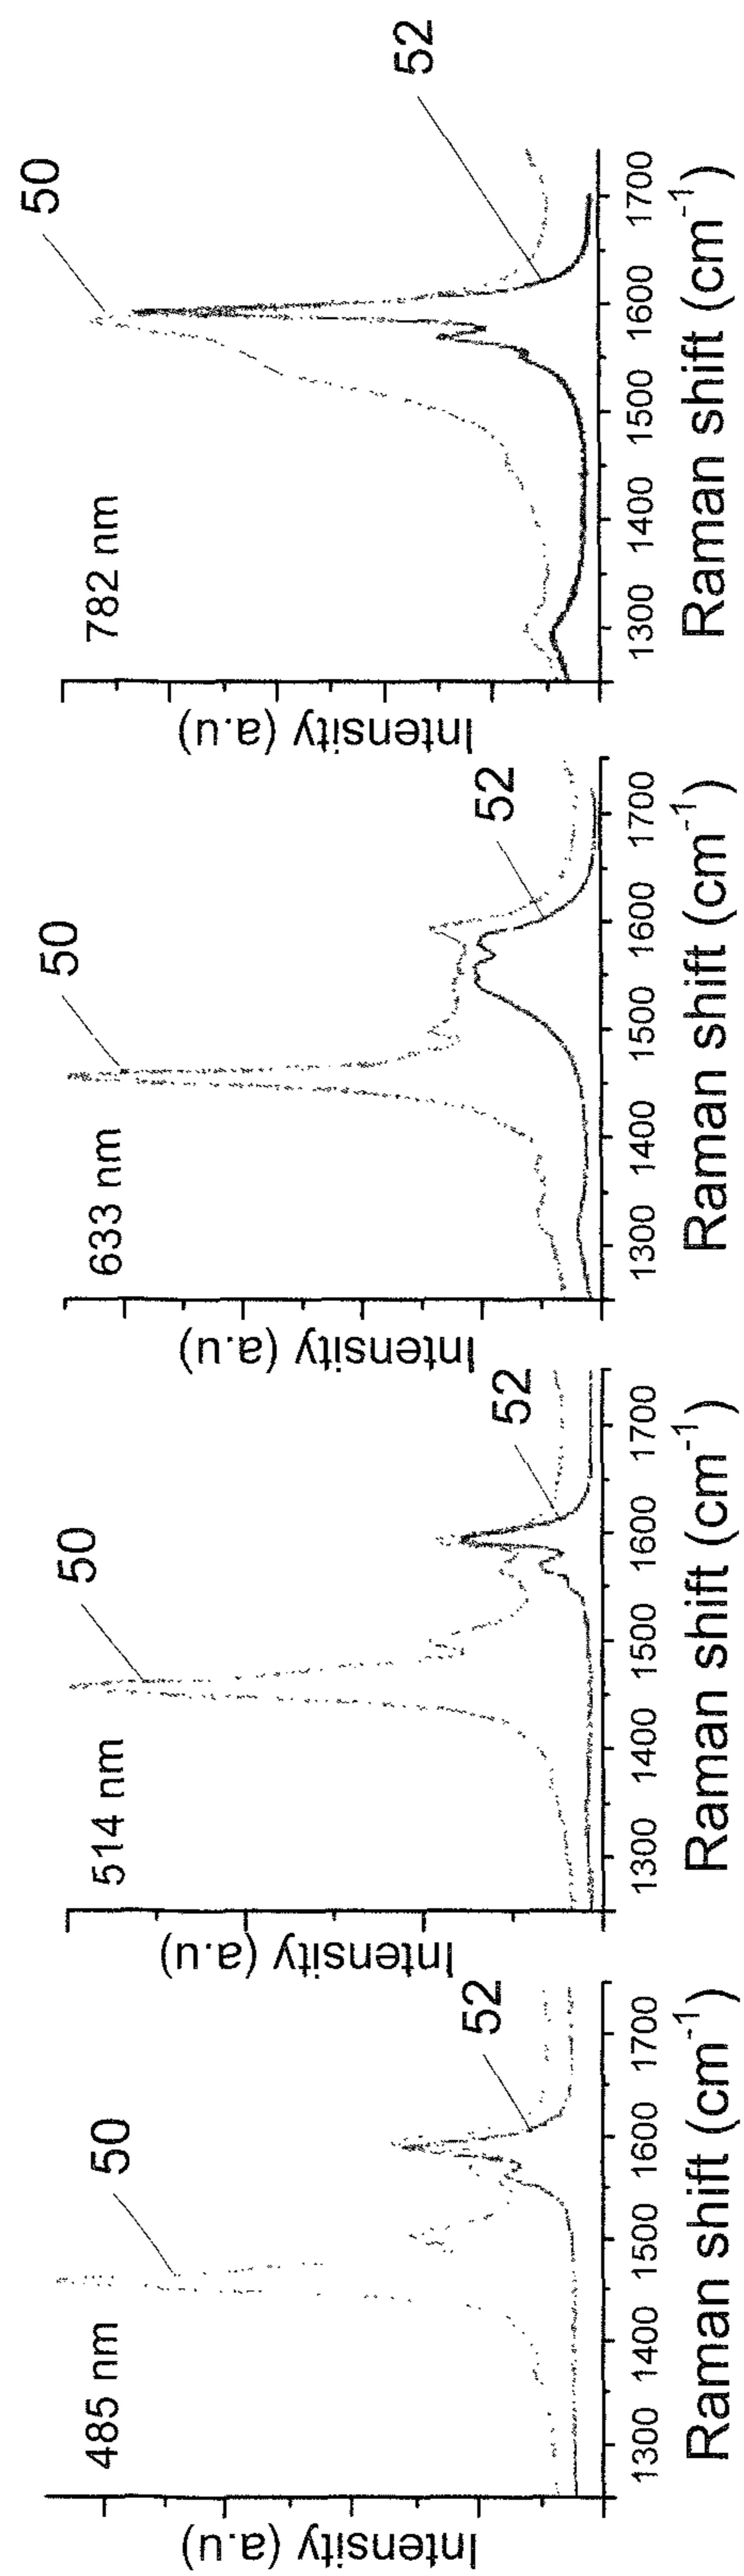 485 nm
50
52
Intensity (a.u)
1300 1400 1500 1600 1700
Raman shift (cm-1)
514 nm
50
52
Intensity (a.u)
1300 1400 1500 1600 1700
Raman shift (cm-1)
633 nm
50
52
Intensity (a.u)
1300 1400 1500 1600 1700
Raman shift (cm-1)
782 nm
50
52
Intensity (a.u)
1300 1400 1500 1600 1700
Raman shift (cm-1)